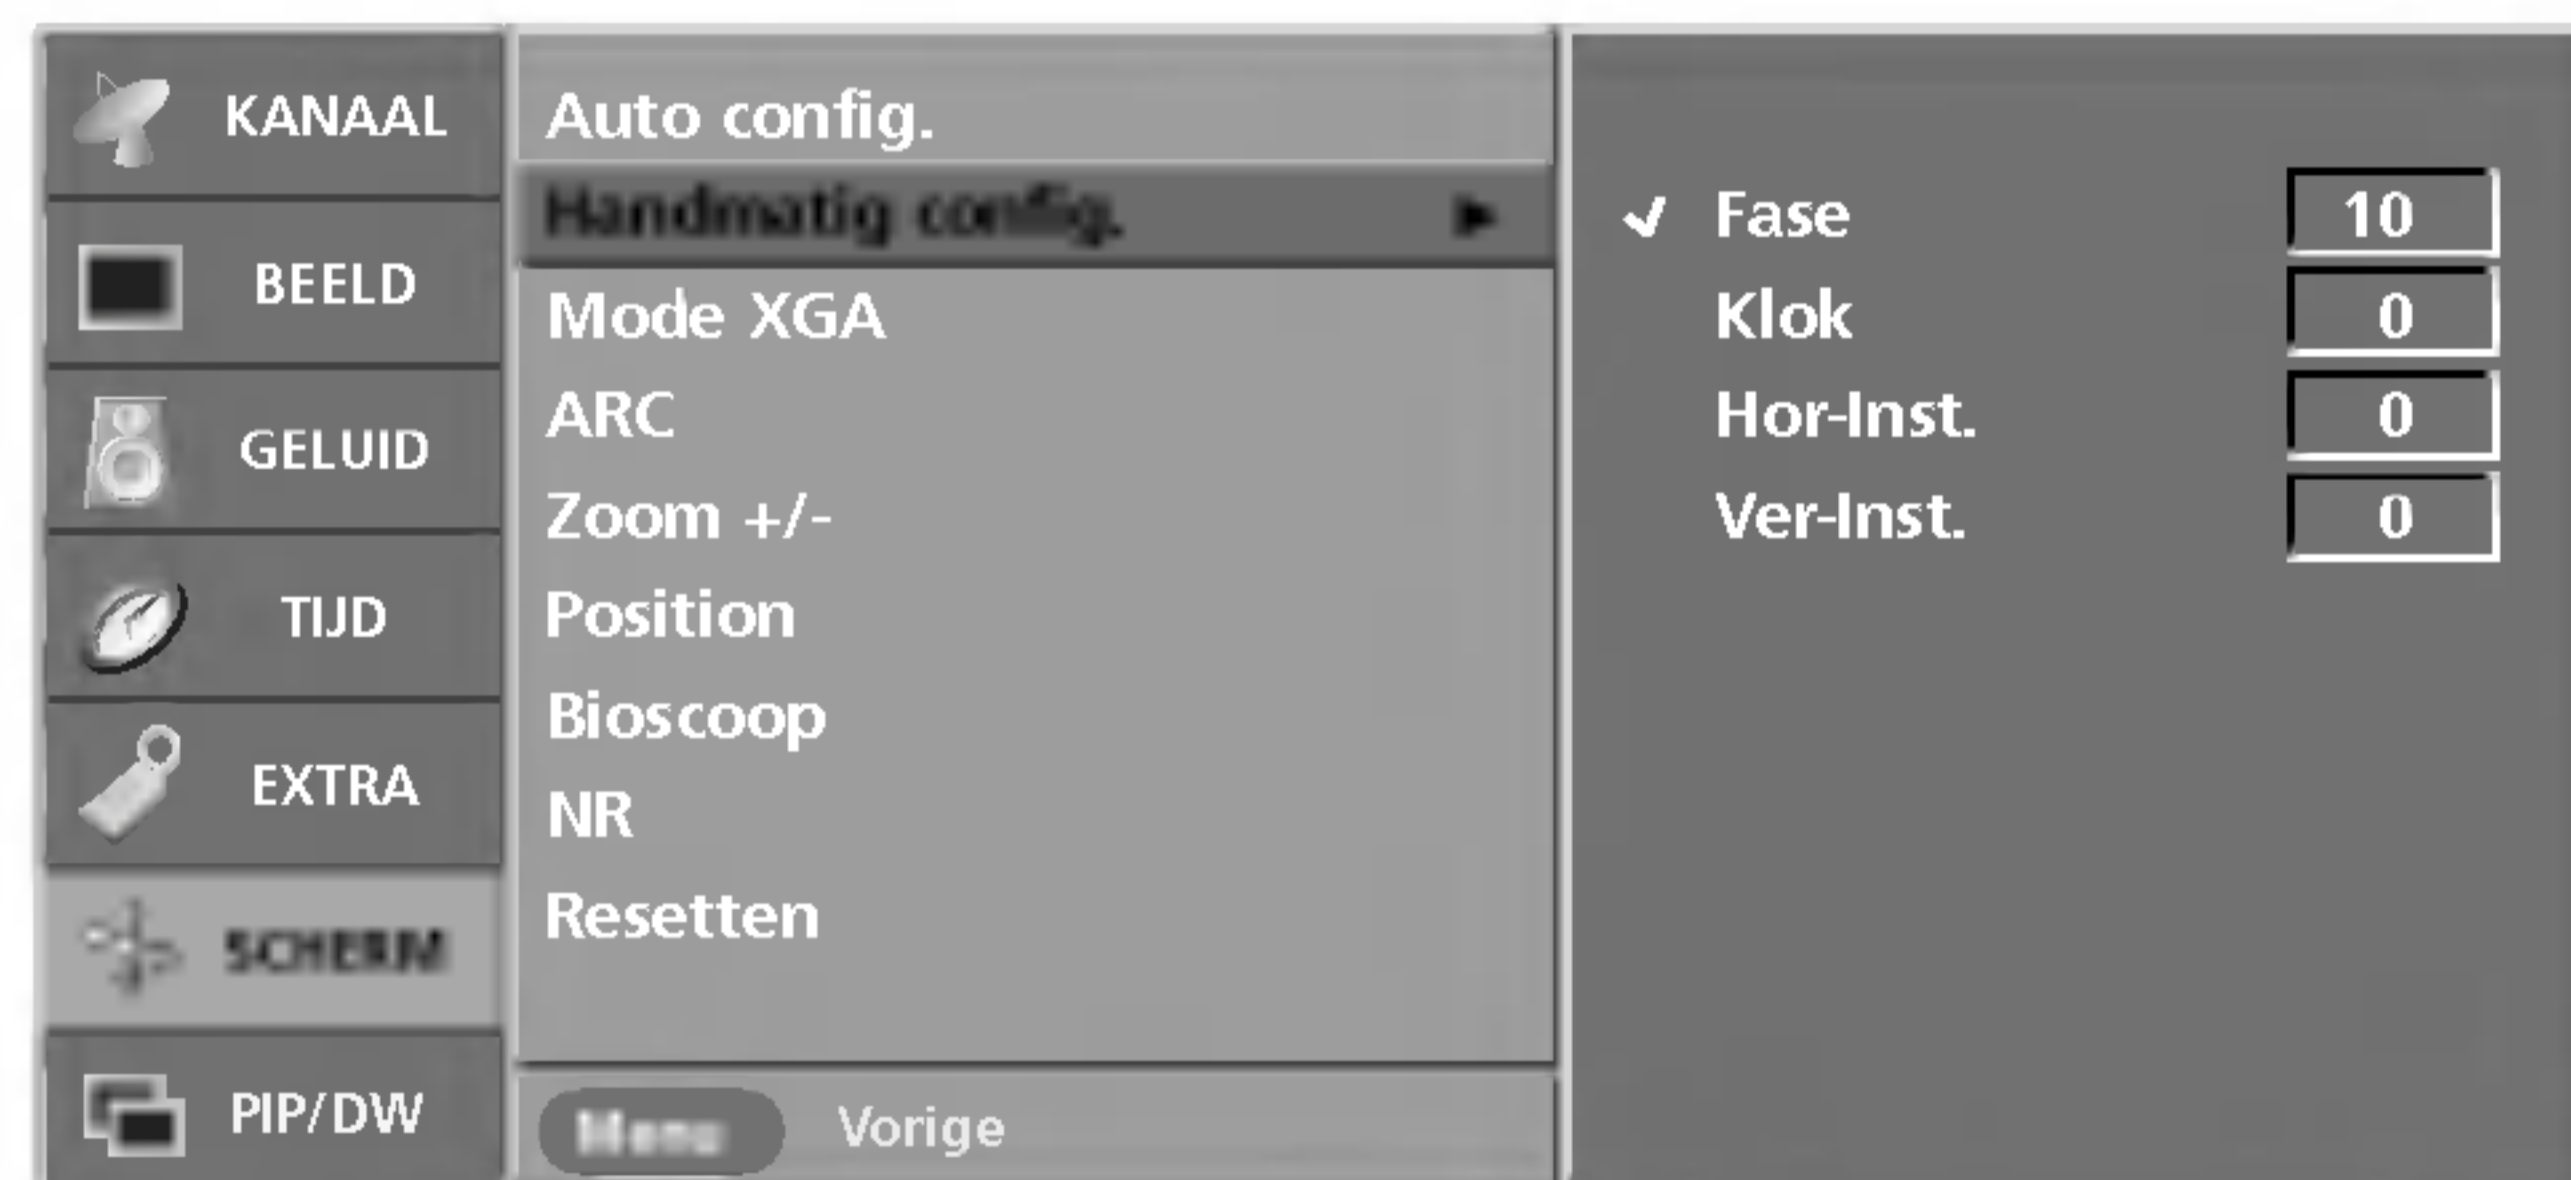 KANAAL
BEELD
GELUID
TIJD
EXTRA
SCHERM
PIP/DW
Auto config.
Handmatig config.
Mode XGA
ARC
Zoom +/-
Position
Bioscoop
NR
Resetten
Menu Vorige
Fase 10
Klok 0
Hor-Inst. 0
Ver-Inst. 0